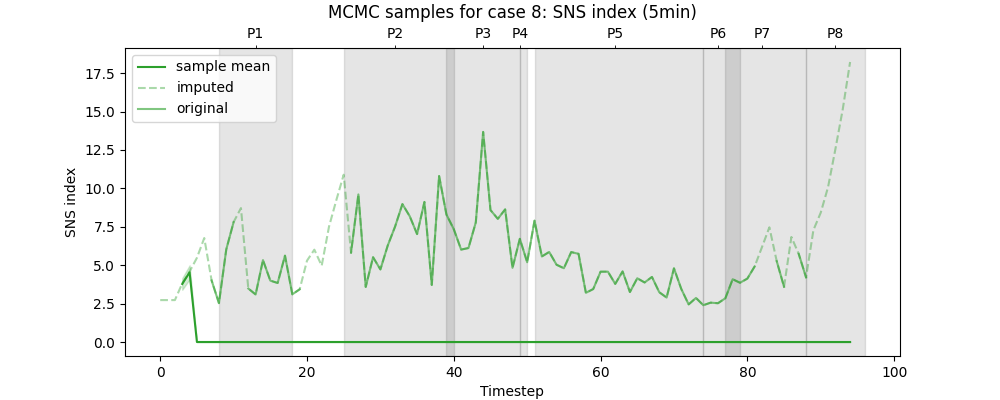 MCMC samples for case 8: SNS index (5min)
P1 P2 P3 P4 P5 P6 P7 P8
sample mean
imputed
original
17.5
15.0
12.5
10.0
7.5
5.0
2.5
0.0
SNS index
0 20 40 60 80 100
Timestep